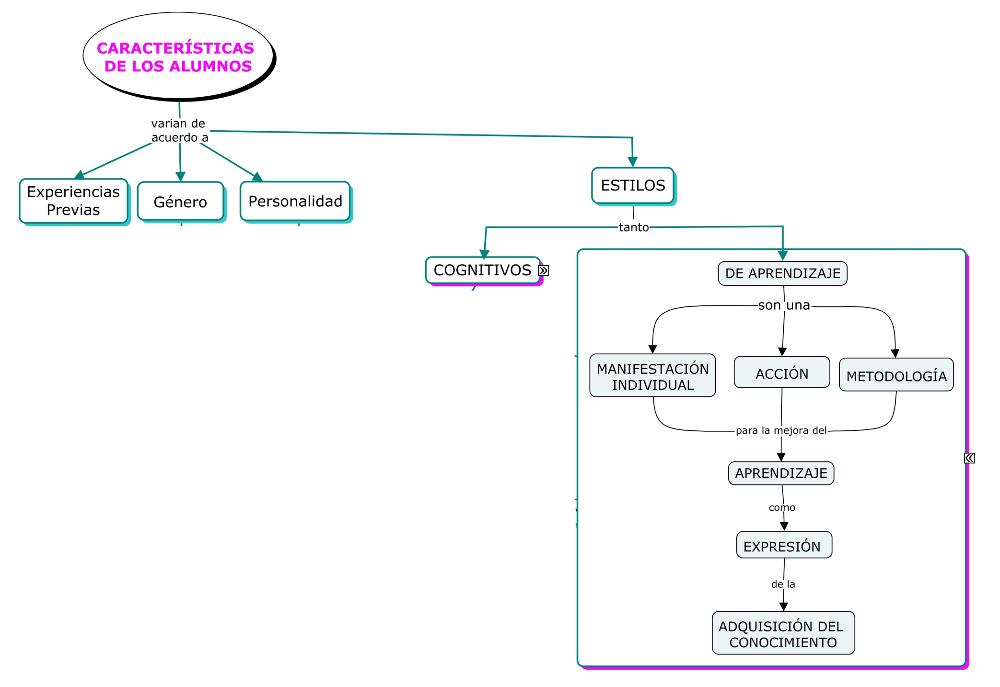 CARACTERÍSTICAS
DE LOS ALUMNOS
varian de
acuerdo a
Experiencias
Previas
Género
Personalidad
ESTILOS
tanto
COGNITIVOS
DE APRENDIZAJE
son una
MANIFESTACIÓN
INDIVIDUAL
ACCIÓN
METODOLOGÍA
para la mejora del
APRENDIZAJE
como
EXPRESIÓN
de la
ADQUISICIÓN DEL
CONOCIMIENTO